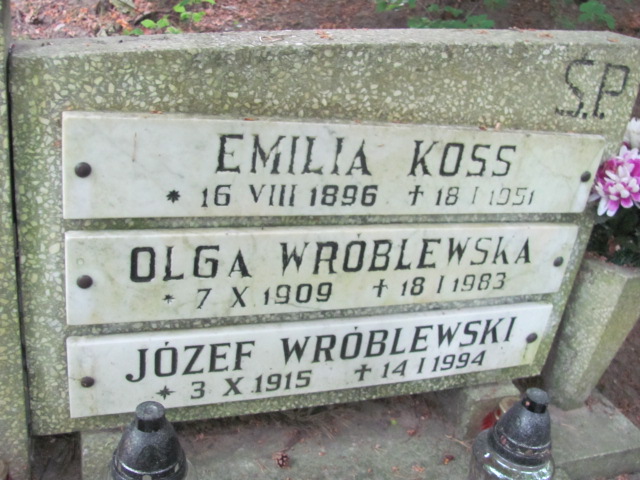 Ś.P.
EMILIA KOSS
* 16 VIII 1896 ✝ 18 I 1951
OLGA WRÓBLEWSKA
* 7 X 1909 ✝ 18 I 1983
JÓZEF WRÓBLEWSKI
* 3 X 1915 ✝ 14 I 1994